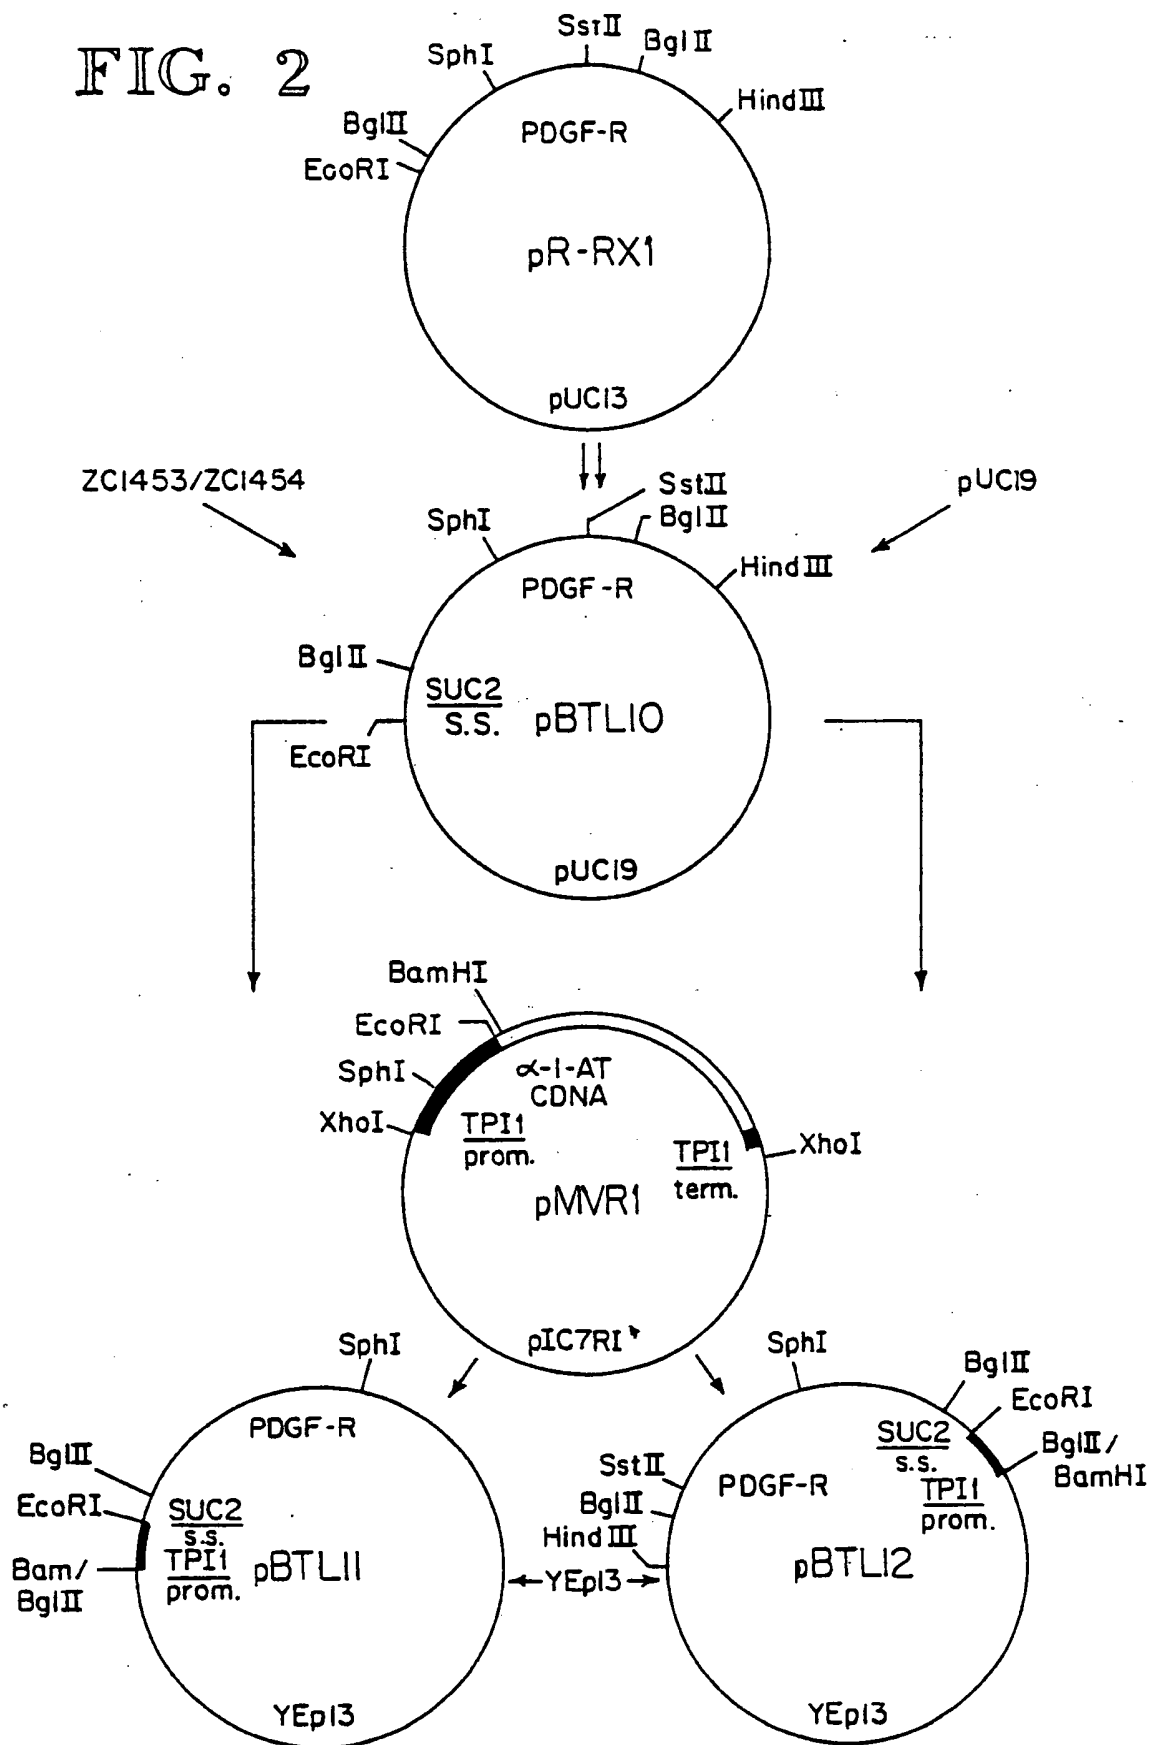 FIG. 2
SstII
BglII
SphI
HindIII
BglII
PDGF-R
EcoRI
pR-RX1
pUC13
ZC1453/ZC1454
pUC19
SstII
SphI
BglII
HindIII
PDGF-R
BglII
SUC2
S.S.
pBTL10
EcoRI
pUC19
BamHI
EcoRI
α-1-AT
CDNA
SphI
XhoI
TPI1
prom.
TPI1
term.
XhoI
pMVR1
pIC7RI*
SphI
PDGF-R
BglII
EcoRI
SUC2
s.s.
TPI1
prom.
Bam/
BglII
pBTL11
YEp13
SphI
BglII
EcoRI
SUC2
s.s.
BglII/
BamHI
TPI1
prom.
SstII
PDGF-R
BglII
HindIII
pBTL12
YEp13
YEp13